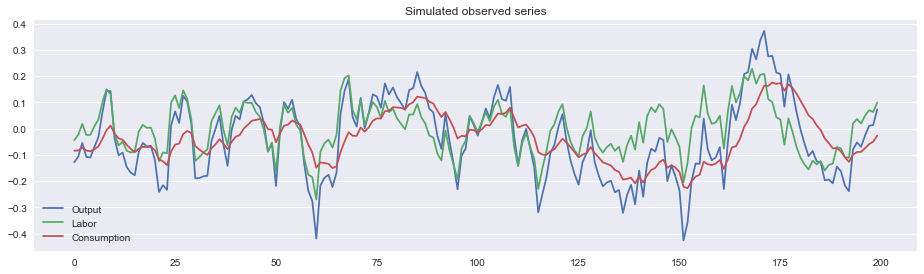 Simulated observed series
0.4
0.3
0.2
0.1
0.0
−0.1
−0.2
−0.3
−0.4
Output
Labor
Consumption
0 25 50 75 100 125 150 175 200